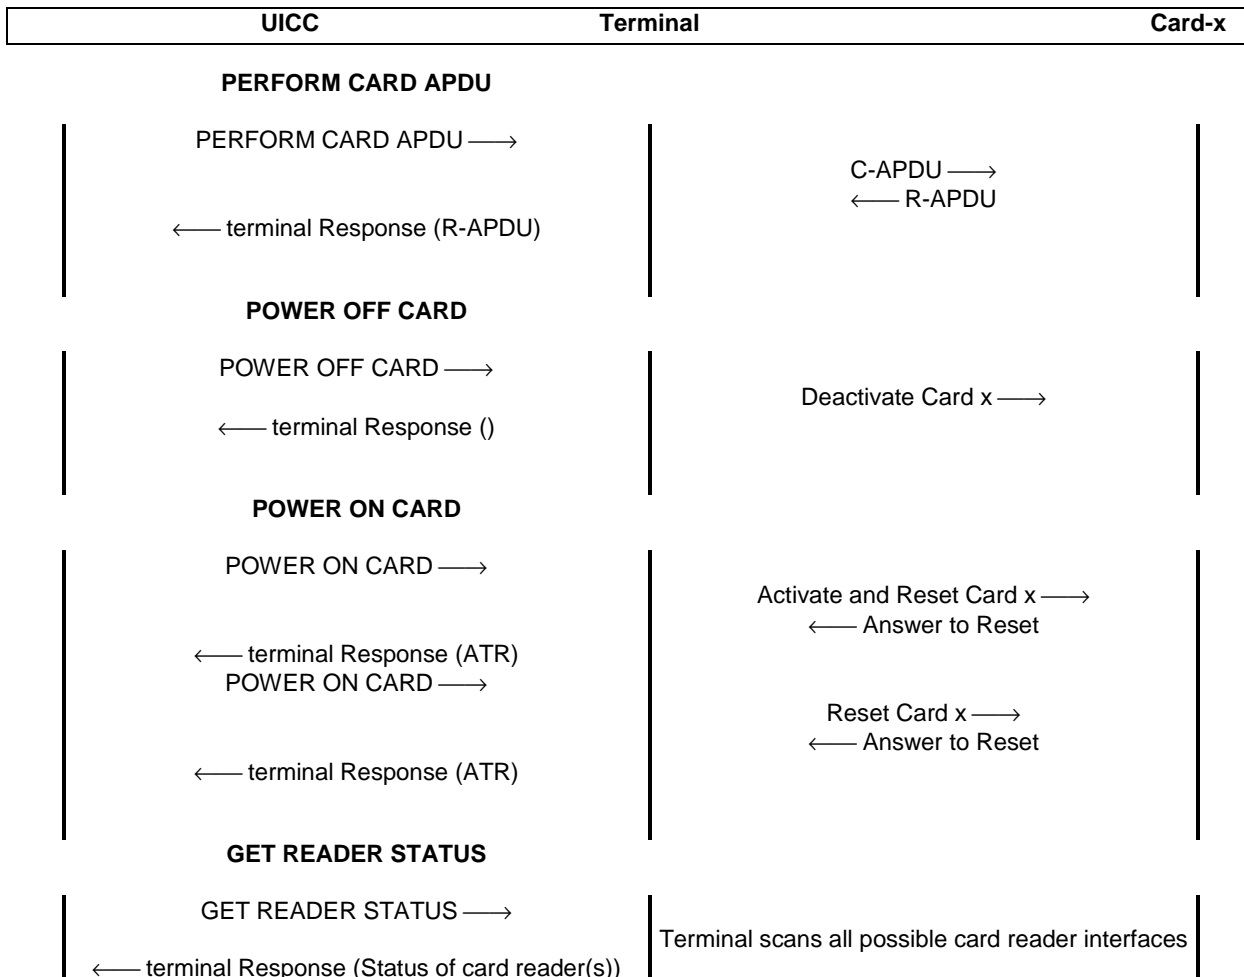 UICC Terminal Card-x
PERFORM CARD APDU
PERFORM CARD APDU ⟶
C-APDU ⟶
⟵ R-APDU
⟵ terminal Response (R-APDU)
POWER OFF CARD
POWER OFF CARD ⟶
Deactivate Card x ⟶
⟵ terminal Response ()
POWER ON CARD
POWER ON CARD ⟶
Activate and Reset Card x ⟶
⟵ Answer to Reset
⟵ terminal Response (ATR)
POWER ON CARD ⟶
Reset Card x ⟶
⟵ Answer to Reset
⟵ terminal Response (ATR)
GET READER STATUS
GET READER STATUS ⟶
Terminal scans all possible card reader interfaces
⟵ terminal Response (Status of card reader(s))